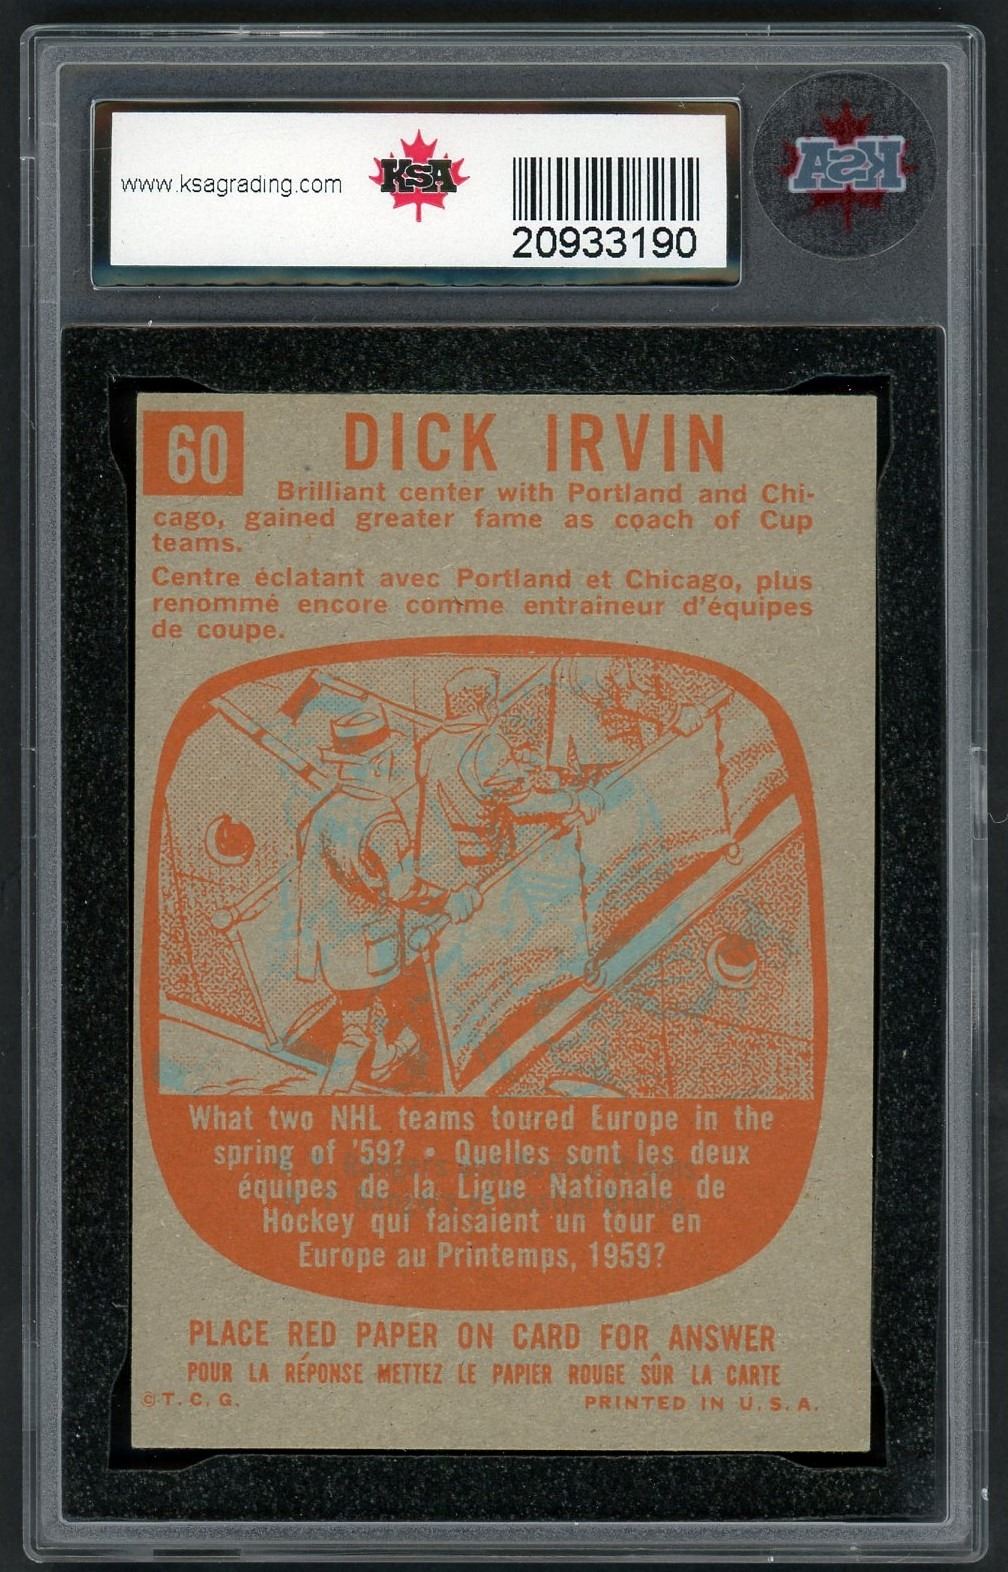 www.ksagrading.com
KSA
20933190
KSA
60
DICK IRVIN
Brilliant center with Portland and Chi-
cago, gained greater fame as coach of Cup
teams.
Centre éclatant avec Portland et Chicago, plus
renommé encore comme entraineur d'équipes
de coupe.
What two NHL teams toured Europe in the
spring of '59? • Quelles sont les deux
équipes de la Ligue Nationale de
Hockey qui faisaient un tour en
Europe au Printemps, 1959?
PLACE RED PAPER ON CARD FOR ANSWER
POUR LA RÉPONSE METTEZ LE PAPIER ROUGE SÛR LA CARTE
© T. C. G.
PRINTED IN U. S. A.